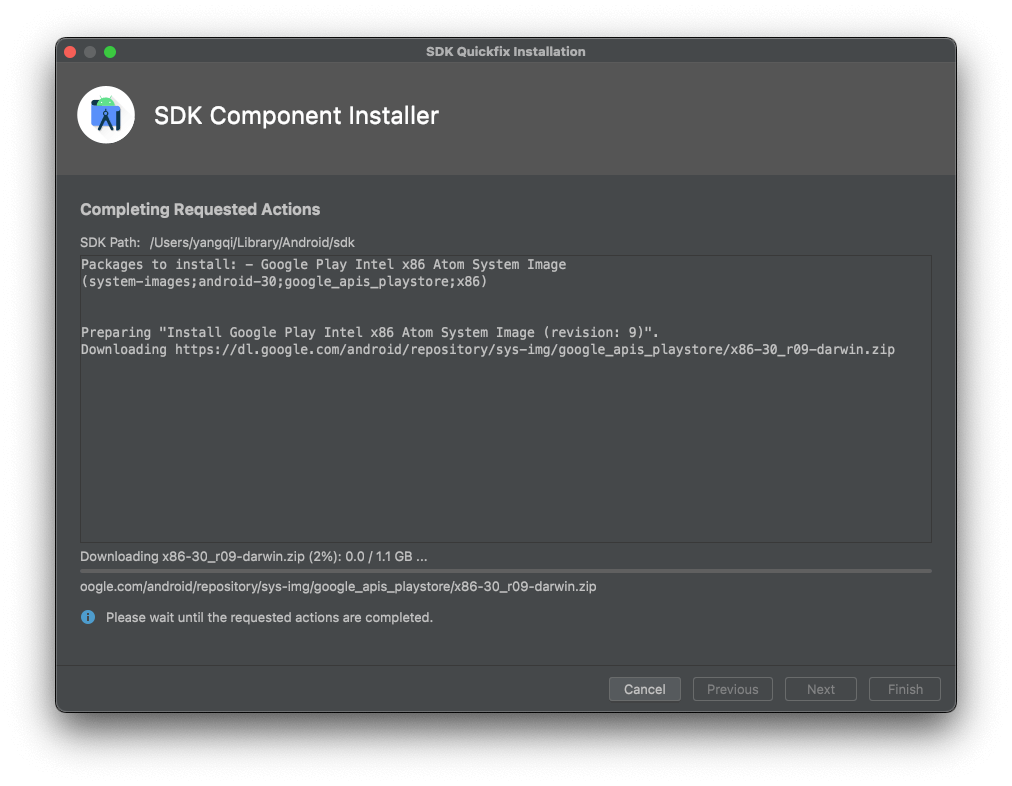 SDK Quickfix Installation
SDK Component Installer
Completing Requested Actions
SDK Path: /Users/yangqi/Library/Android/sdk
Packages to install: - Google Play Intel x86 Atom System Image
(system-images;android-30;google_apis_playstore;x86)
Preparing "Install Google Play Intel x86 Atom System Image (revision: 9)".
Downloading https://dl.google.com/android/repository/sys-img/google_apis_playstore/x86-30_r09-darwin.zip
Downloading x86-30_r09-darwin.zip (2%): 0.0 / 1.1 GB ...
oogle.com/android/repository/sys-img/google_apis_playstore/x86-30_r09-darwin.zip
Please wait until the requested actions are completed.
Cancel Previous Next Finish